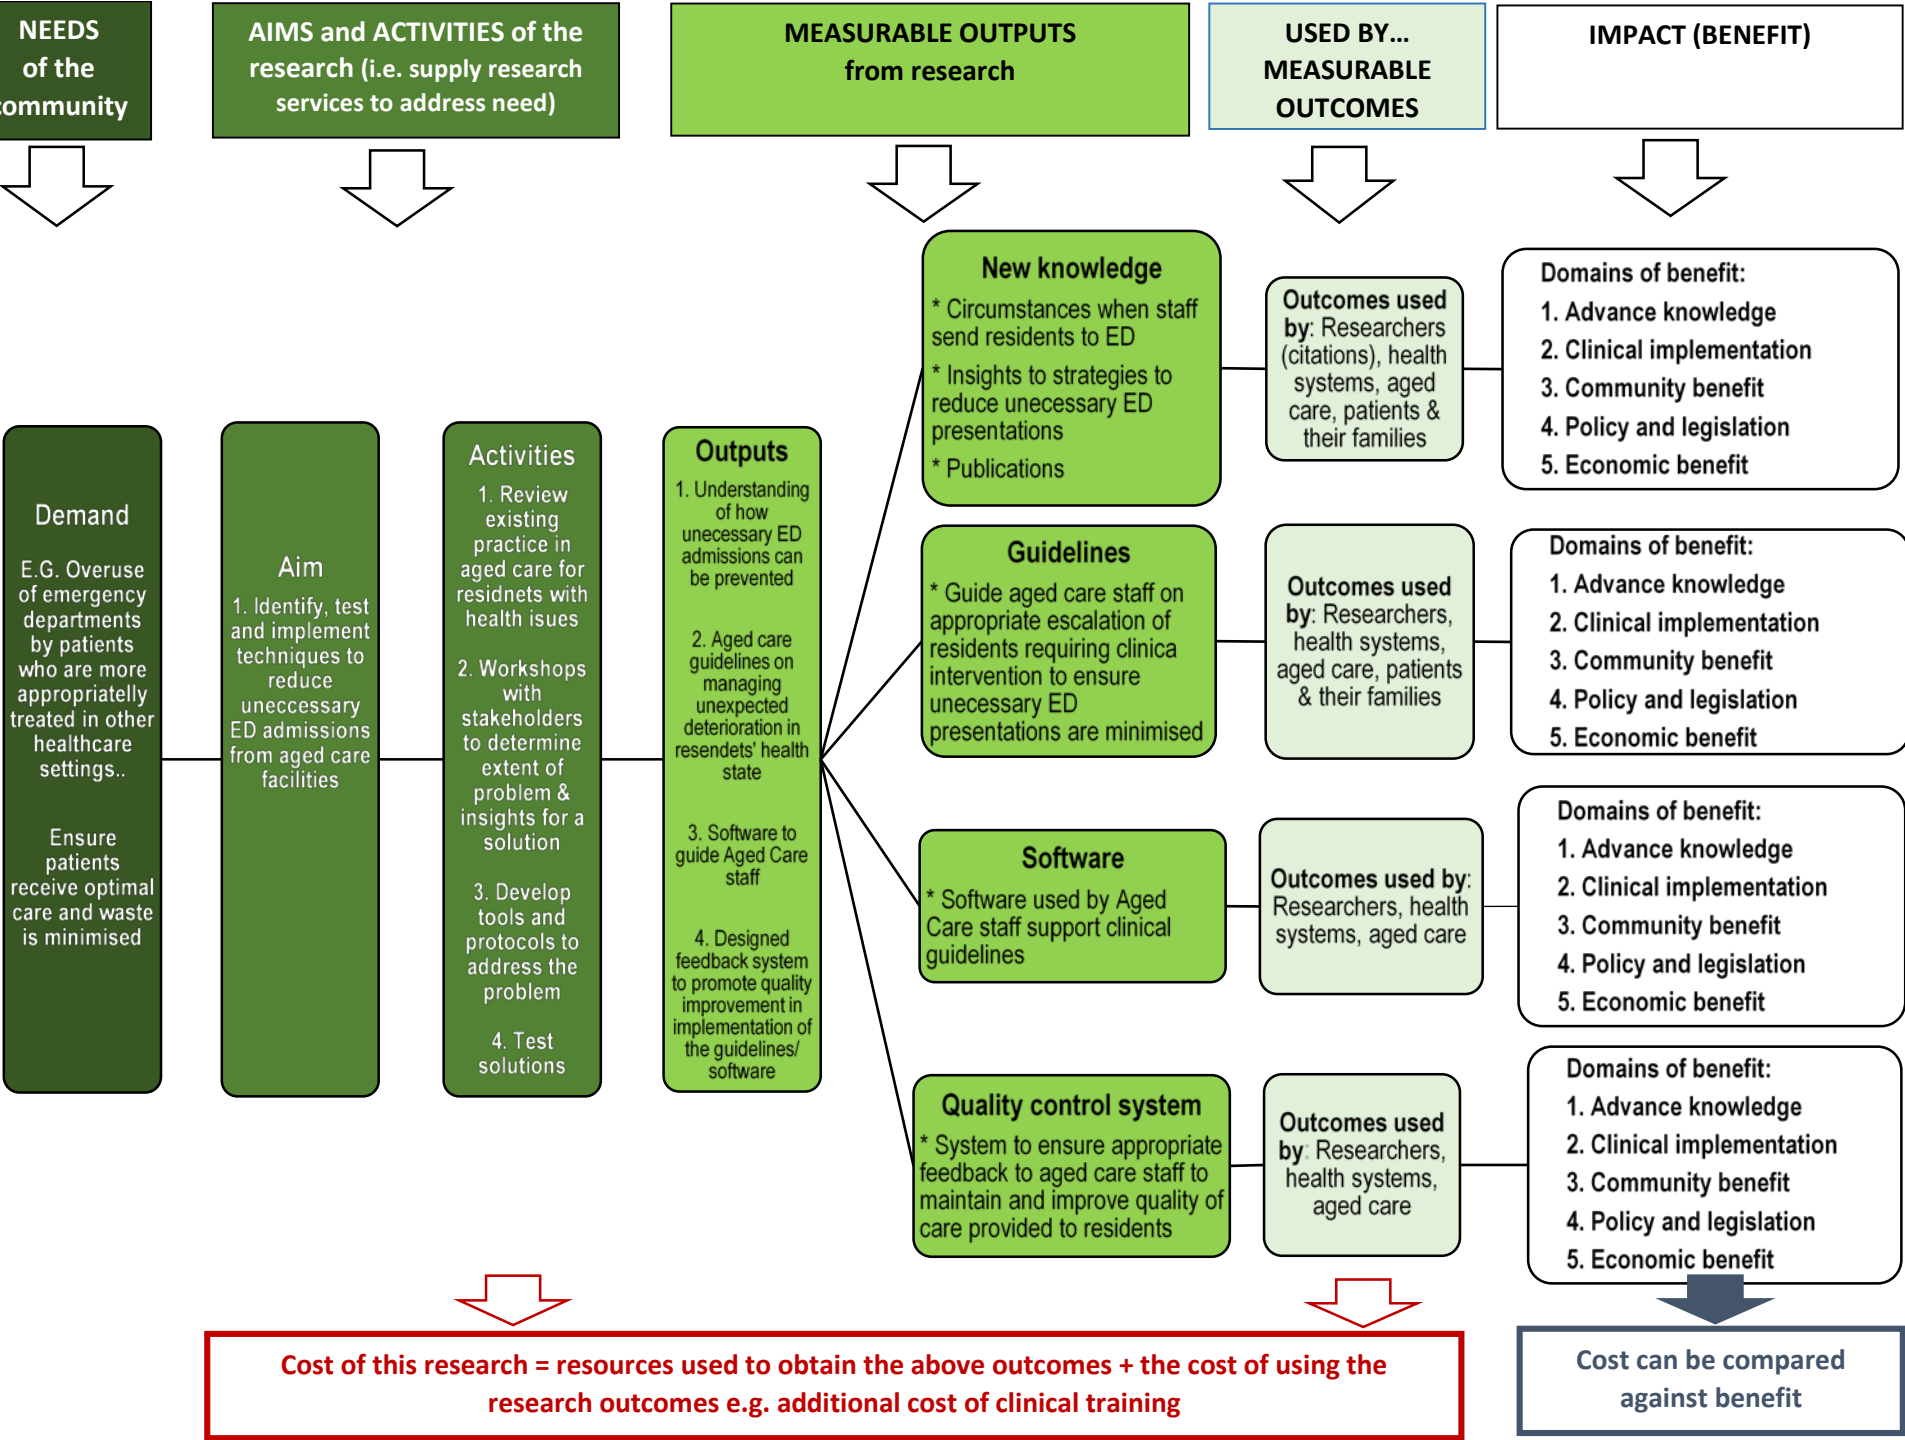 NEEDS
of the
community
AIMS and ACTIVITIES of the
research (i.e. supply research
services to address need)
MEASURABLE OUTPUTS
from research
USED BY...
MEASURABLE
OUTCOMES
IMPACT (BENEFIT)
Demand
E.G. Overuse
of emergency
departments
by patients
who are more
appropriatelly
treated in other
healthcare
settings..
Ensure
patients
receive optimal
care and waste
is minimised
Aim
1. Identify, test
and implement
techniques to
reduce
uneccessary
ED admissions
from aged care
facilities
Activities
1. Review
existing
practice in
aged care for
residnets with
health isues
2. Workshops
with
stakeholders
to determine
extent of
problem &
insights for a
solution
3. Develop
tools and
protocols to
address the
problem
4. Test
solutions
Outputs
1. Understanding
of how
unecessary ED
admissions can
be prevented
2. Aged care
guidelines on
managing
unexpected
deterioration in
resendets' health
state
3. Software to
guide Aged Care
staff
4. Designed
feedback system
to promote quality
improvement in
implementation of
the guidelines/
software
New knowledge
* Circumstances when staff
send residents to ED
* Insights to strategies to
reduce unecessary ED
presentations
* Publications
Outcomes used
by: Researchers
(citations), health
systems, aged
care, patients &
their families
Domains of benefit:
1. Advance knowledge
2. Clinical implementation
3. Community benefit
4. Policy and legislation
5. Economic benefit
Guidelines
* Guide aged care staff on
appropriate escalation of
residents requiring clinica
intervention to ensure
unecessary ED
presentations are minimised
Outcomes used
by: Researchers,
health systems,
aged care, patients
& their families
Domains of benefit:
1. Advance knowledge
2. Clinical implementation
3. Community benefit
4. Policy and legislation
5. Economic benefit
Software
* Software used by Aged
Care staff support clinical
guidelines
Outcomes used by:
Researchers, health
systems, aged care
Domains of benefit:
1. Advance knowledge
2. Clinical implementation
3. Community benefit
4. Policy and legislation
5. Economic benefit
Quality control system
* System to ensure appropriate
feedback to aged care staff to
maintain and improve quality of
care provided to residents
Outcomes used
by: Researchers,
health systems,
aged care
Domains of benefit:
1. Advance knowledge
2. Clinical implementation
3. Community benefit
4. Policy and legislation
5. Economic benefit
Cost of this research = resources used to obtain the above outcomes + the cost of using the
research outcomes e.g. additional cost of clinical training
Cost can be compared
against benefit